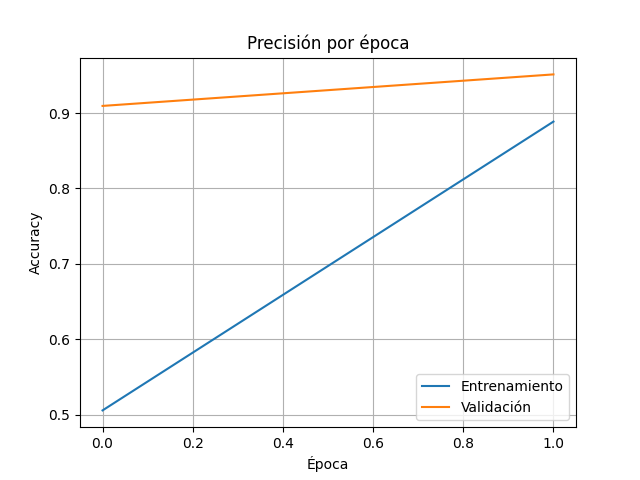 Precisión por época
Accuracy
0.9
0.8
0.7
0.6
0.5
0.0 0.2 0.4 0.6 0.8 1.0
Época
Entrenamiento
Validación